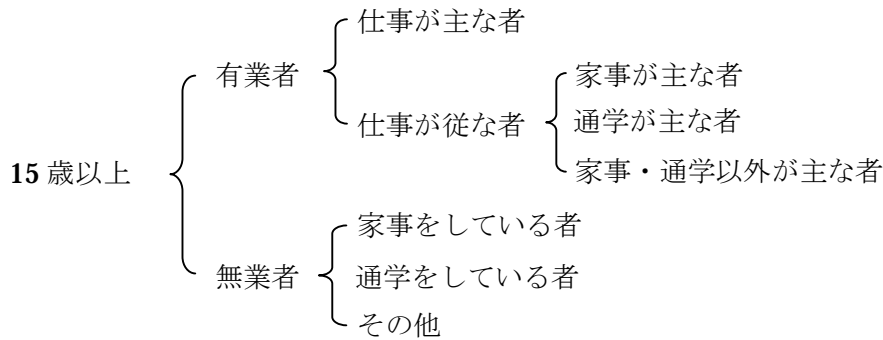 仕事が主な者
有業者
家事が主な者
仕事が従な者
通学が主な者
家事・通学以外が主な者
15 歳以上
家事をしている者
無業者
通学をしている者
その他